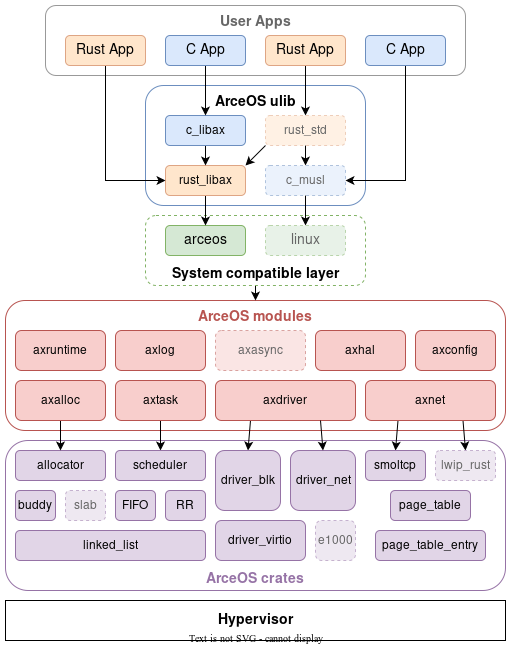 User Apps
Rust App
C App
Rust App
C App
ArceOS ulib
c_libax
rust_std
rust_libax
c_musl
arceos
linux
System compatible layer
ArceOS modules
axruntime
axlog
axasync
axhal
axconfig
axalloc
axtask
axdriver
axnet
allocator
scheduler
driver_blk
driver_net
smoltcp
lwip_rust
buddy
slab
FIFO
RR
page_table
linked_list
driver_virtio
e1000
page_table_entry
ArceOS crates
Hypervisor
Text is not SVG - cannot display